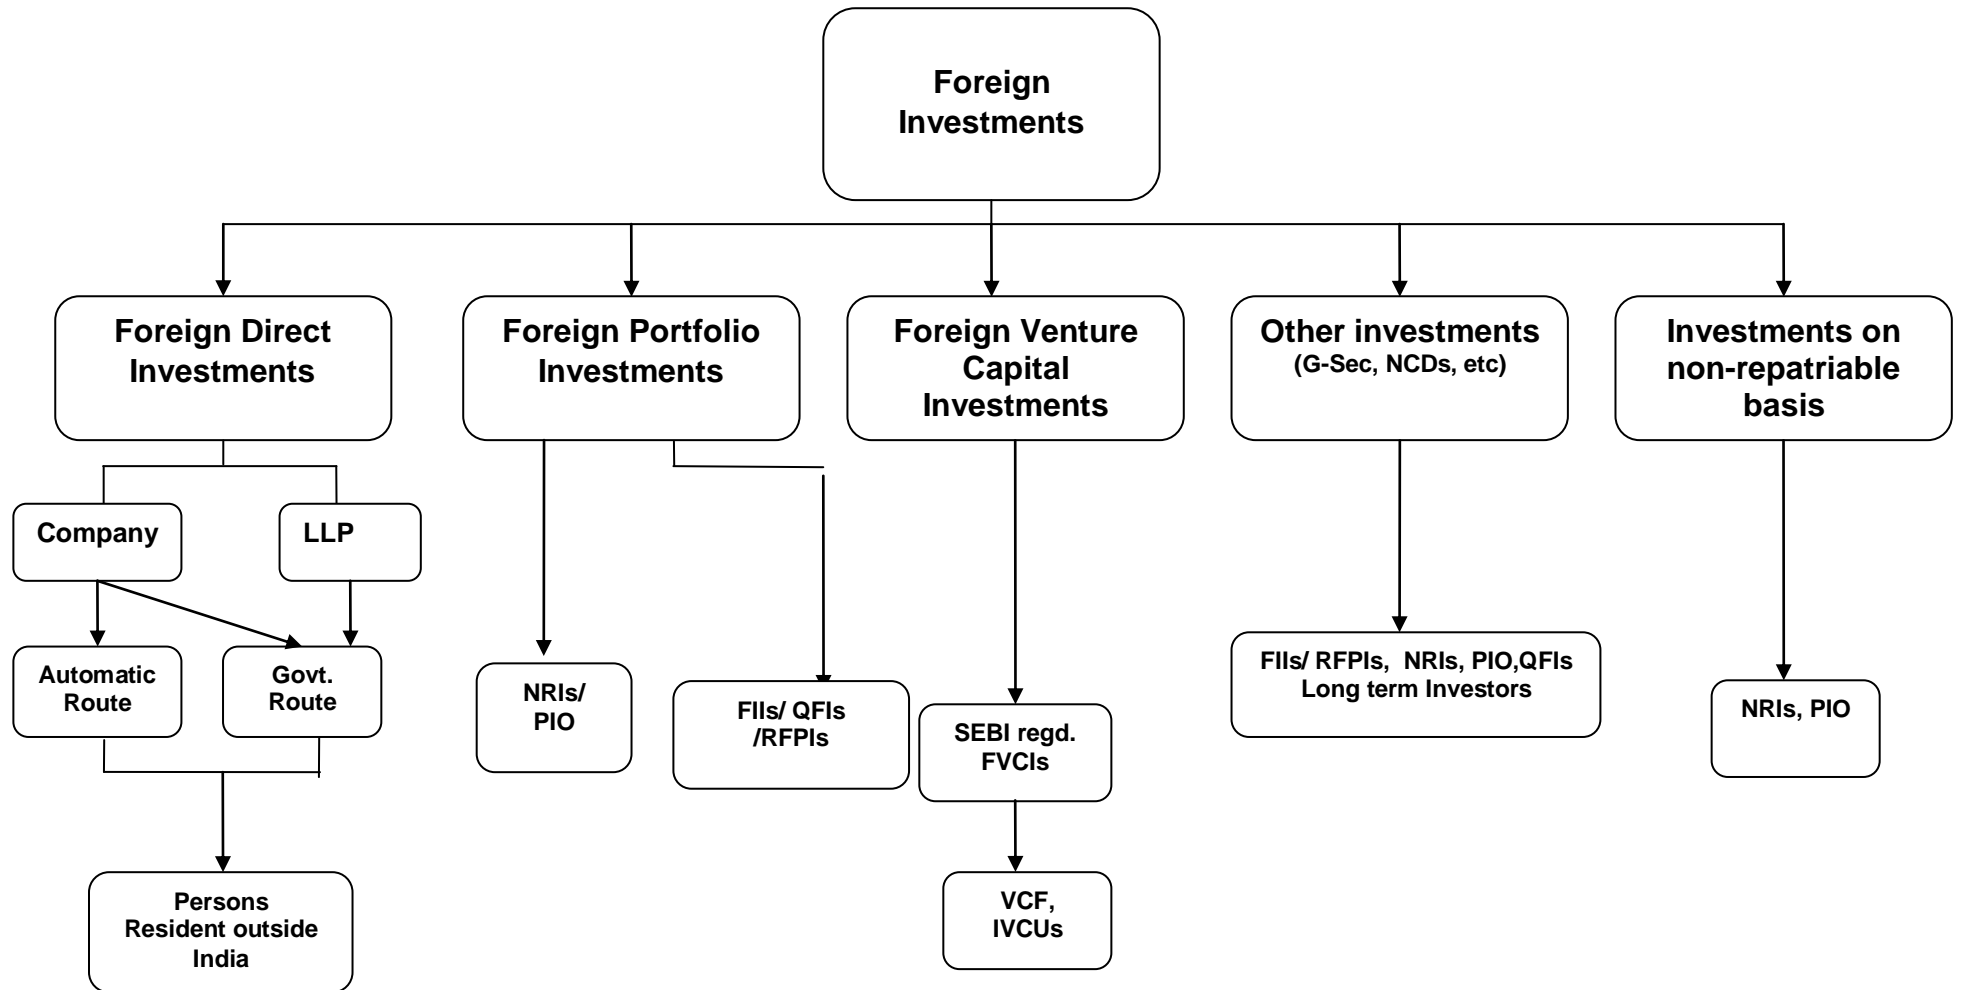 Foreign
Investments
Foreign Direct
Investments
Foreign Portfolio
Investments
Foreign Venture
Capital
Investments
Other investments
(G-Sec, NCDs, etc)
Investments on
non-repatriable
basis
Company
LLP
Automatic
Route
Govt.
Route
NRIs/
PIO
FIIs/ QFIs
/RFPIs
SEBI regd.
FVCIs
FIIs/ RFPIs, NRIs, PIO,QFIs
Long term Investors
NRIs, PIO
Persons
Resident outside
India
VCF,
IVCUs